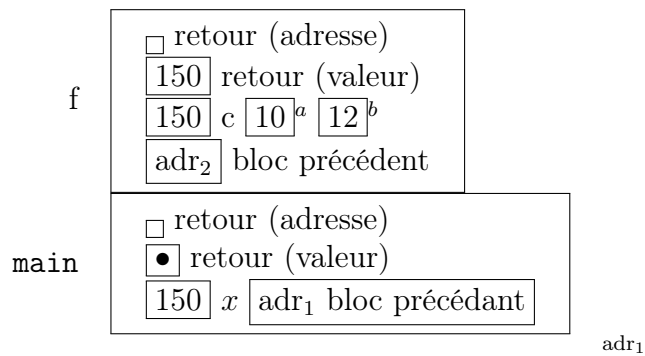 retour (adresse)
150 retour (valeur)
f
150 c 10 a 12 b
adr2 bloc précédent
retour (adresse)
main
• retour (valeur)
150 x adr1 bloc précédant
adr1